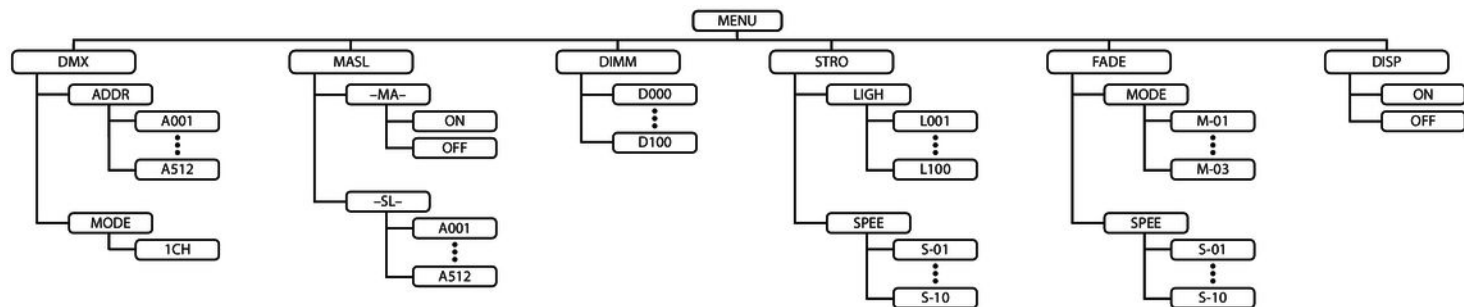 MENU
DMX
ADDR
A001
A512
MODE
1CH
MASL
–MA–
ON
OFF
–SL–
A001
A512
DIMM
D000
D100
STRO
LIGH
L001
L100
SPEE
S-01
S-10
FADE
MODE
M-01
M-03
SPEE
S-01
S-10
DISP
ON
OFF